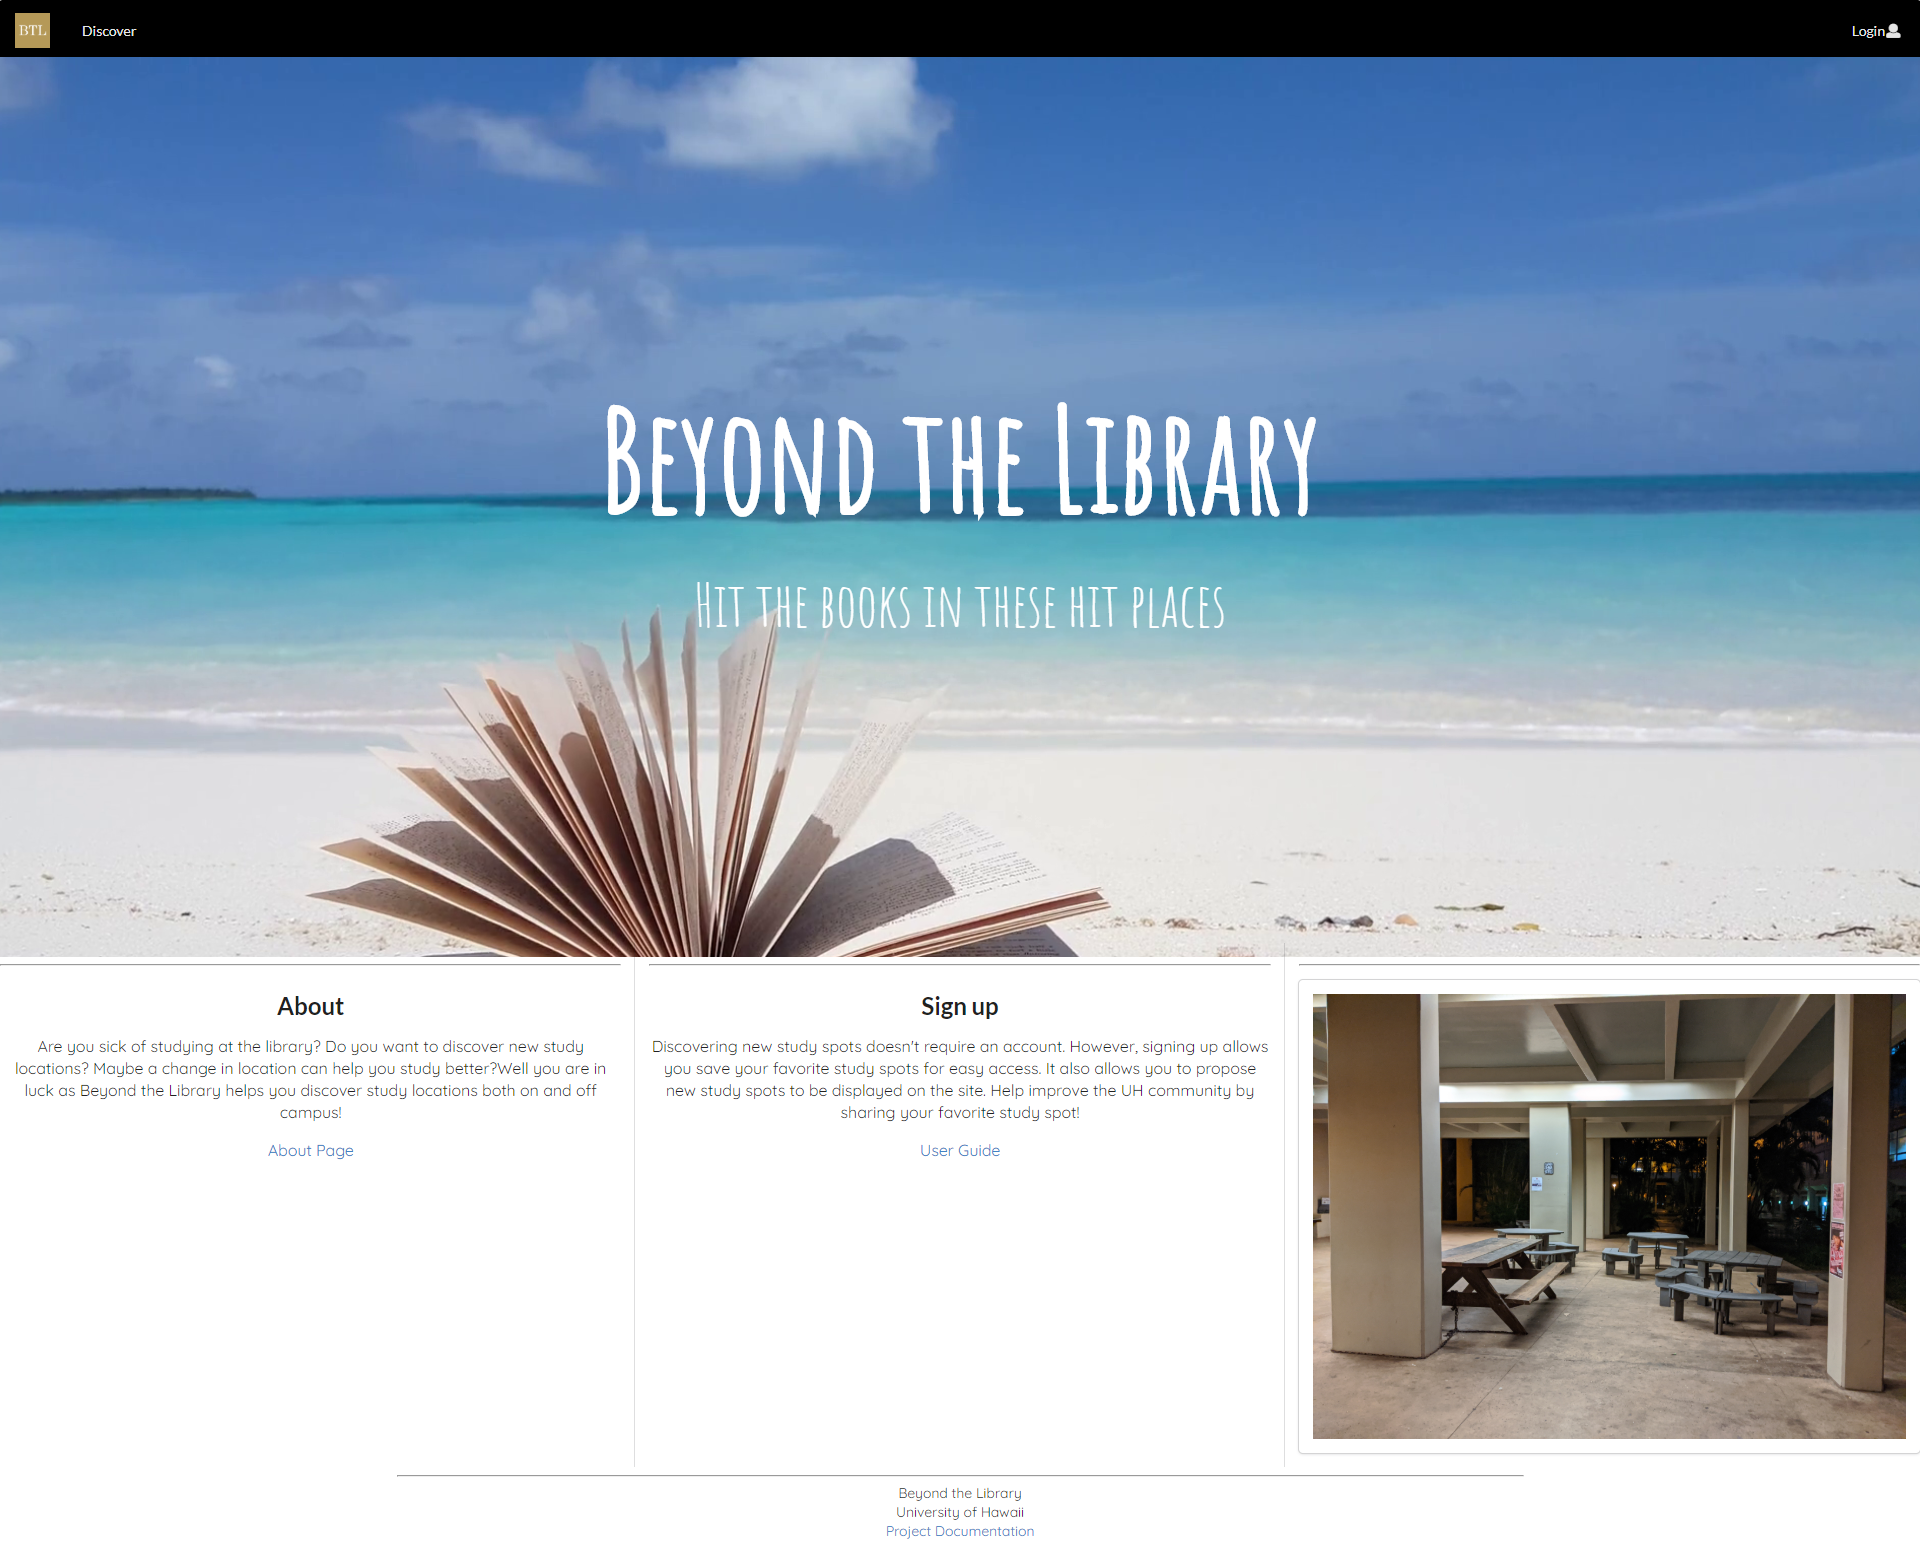 BTL
Discover
Login
Beyond the Library
Hit the books in these hit places
About
Are you sick of studying at the library? Do you want to discover new study
locations? Maybe a change in location can help you study better?Well you are in
luck as Beyond the Library helps you discover study locations both on and off
campus!
About Page
Sign up
Discovering new study spots doesn't require an account. However, signing up allows
you save your favorite study spots for easy access. It also allows you to propose
new study spots to be displayed on the site. Help improve the UH community by
sharing your favorite study spot!
User Guide
Beyond the Library
University of Hawaii
Project Documentation